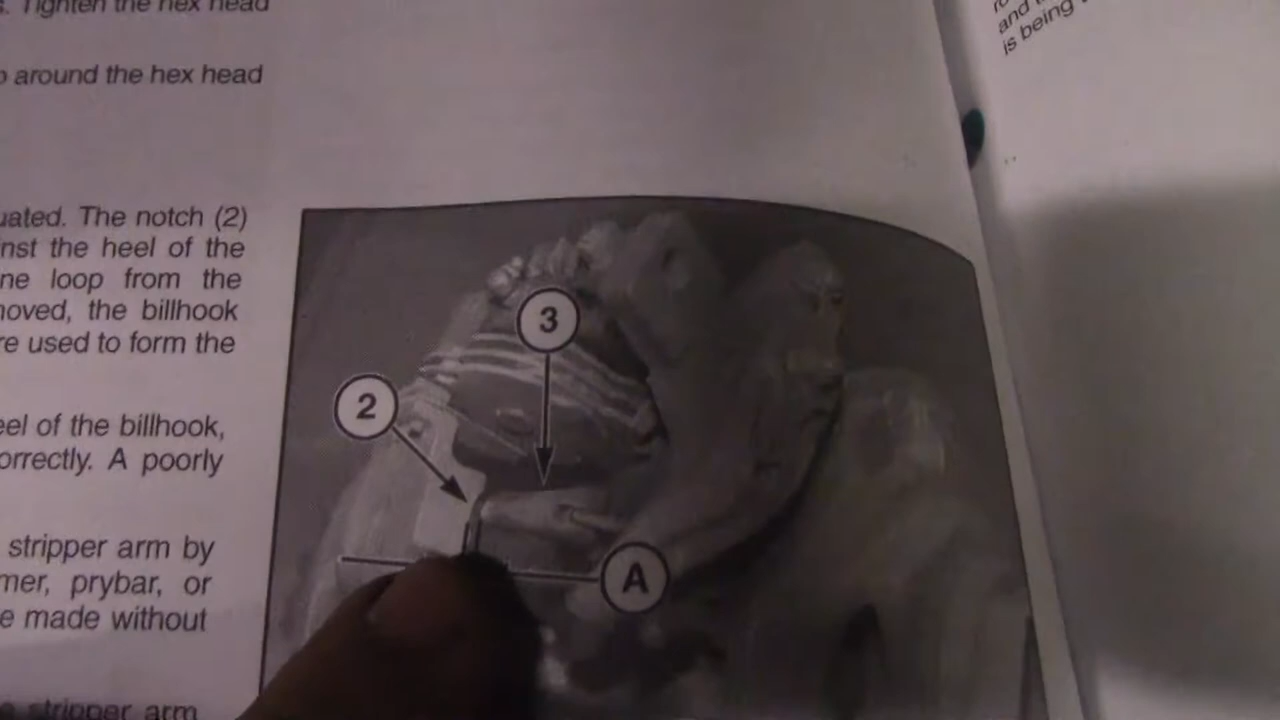 Tighten the hex head
around the hex head
uated. The notch (2)
inst the heel of the
ne loop from the
noved, the billhook
re used to form the
eel of the billhook,
orrectly. A poorly
stripper arm by
mer, prybar, or
e made without
stripper arm
3
2
A
and
is being